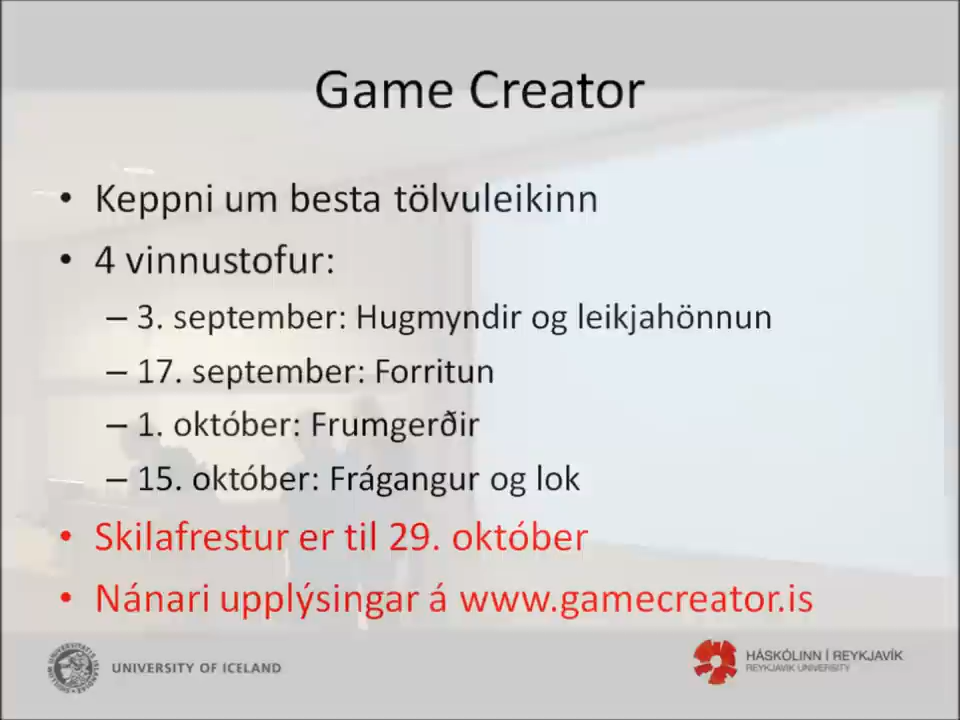 Game Creator
• Keppni um besta tölvuleikinn
• 4 vinnustofur:
– 3. september: Hugmyndir og leikjahönnun
– 17. september: Forritun
– 1. október: Frumgerðir
– 15. október: Frágangur og lok
• Skilafrestur er til 29. október
• Nánari upplýsingar á www.gamecreator.is
UNIVERSITY OF ICELAND
HÁSKÓLINN Í REYKJAVÍK
REYKJAVIK UNIVERSITY